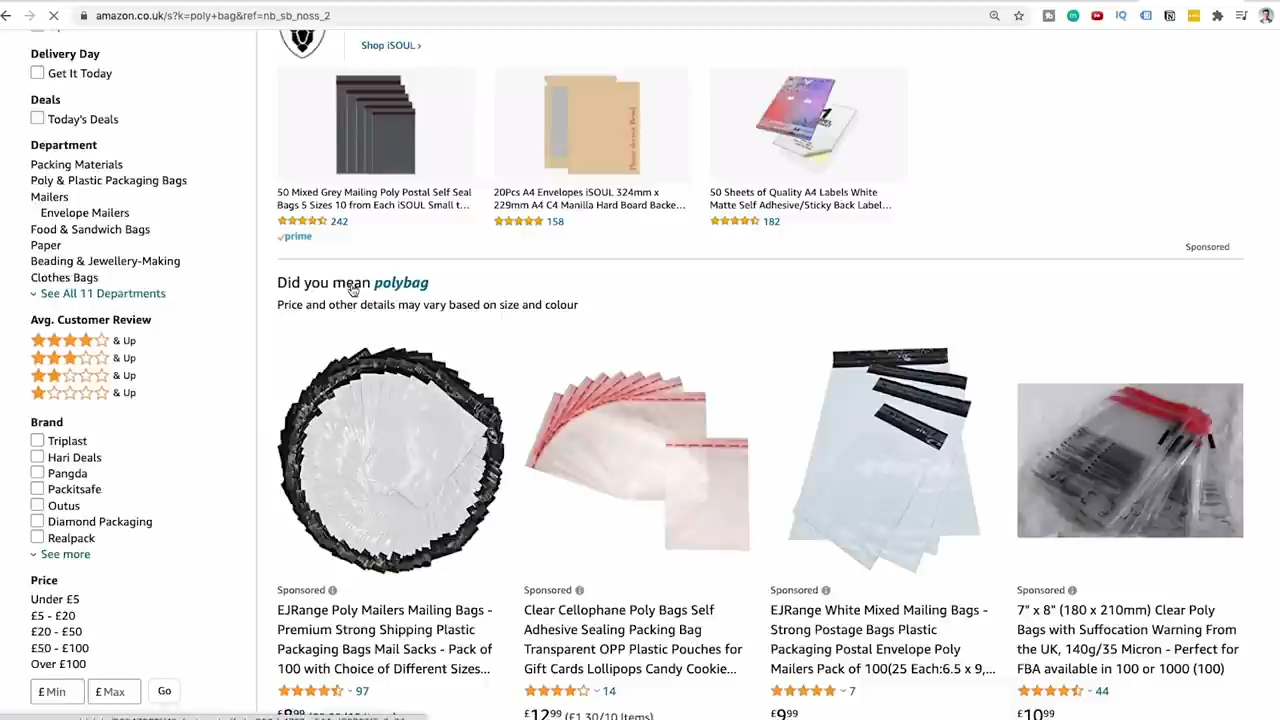 amazon.co.uk/s?k=poly+bag&ref=nb_sb_noss_2
Delivery Day
Get It Today
Deals
Today's Deals
Department
Packing Materials
Poly & Plastic Packaging Bags
Mailers
Envelope Mailers
Food & Sandwich Bags
Paper
Beading & Jewellery-Making
Clothes Bags
See All 11 Departments
Avg. Customer Review
& Up
& Up
& Up
& Up
Brand
Triplast
Hari Deals
Pangda
Packitsafe
Outus
Diamond Packaging
Realpack
See more
Price
Under £5
£5 - £20
£20 - £50
£50 - £100
Over £100
£ Min £ Max Go
Shop iSOUL ›
50 Mixed Grey Mailing Poly Postal Self Seal
Bags 5 Sizes 10 from Each iSOUL Small t...
242
prime
20Pcs A4 Envelopes iSOUL 324mm x
229mm A4 C4 Manilla Hard Board Backe...
158
50 Sheets of Quality A4 Labels White
Matte Self Adhesive/Sticky Back Label...
182
Sponsored
Did you mean polybag
Price and other details may vary based on size and colour
Sponsored
EJRange Poly Mailers Mailing Bags -
Premium Strong Shipping Plastic
Packaging Bags Mail Sacks - Pack of
100 with Choice of Different Sizes...
97
£8.99
Sponsored
Clear Cellophane Poly Bags Self
Adhesive Sealing Packing Bag
Transparent OPP Plastic Pouches for
Gift Cards Lollipops Candy Cookie...
14
£12.99 (£1.30/10 Items)
Sponsored
EJRange White Mixed Mailing Bags -
Strong Postage Bags Plastic
Packaging Postal Envelope Poly
Mailers Pack of 100(25 Each:6.5 x 9,...
7
£9.99
Sponsored
7" x 8" (180 x 210mm) Clear Poly
Bags with Suffocation Warning From
the UK, 140g/35 Micron - Perfect for
FBA available in 100 or 1000 (100)
44
£10.99